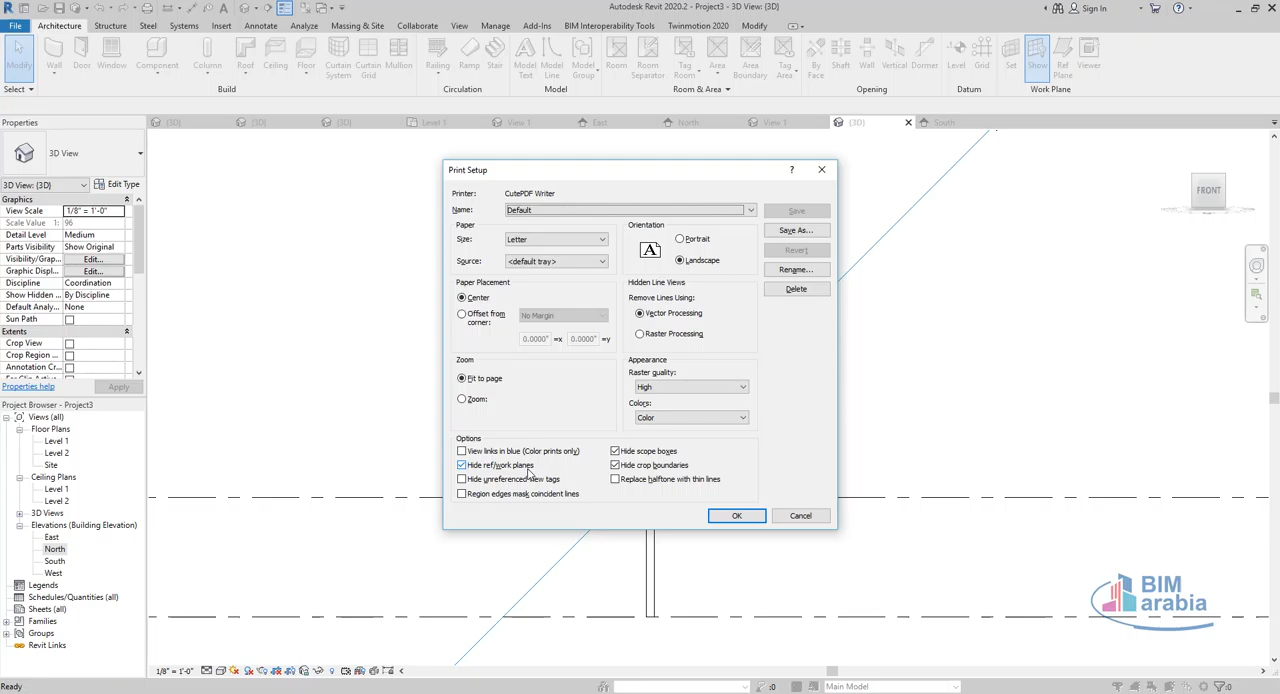 Autodesk Revit 2020.2 - Project3 - 3D View: {3D}
Sign In
File Architecture Structure Steel Systems Insert Annotate Analyze Massing & Site Collaborate View Manage Add-Ins BIM Interoperability Tools Twinmotion 2020 Modify
Modify Wall Door Window Component Column Roof Ceiling Floor Curtain System Curtain Grid Mullion Railing Ramp Stair Model Text Model Line Model Group Room Room Separator Tag Room Area Area Boundary Tag Area By Face Shaft Wall Vertical Dormer Level Grid Set Show Ref Plane Viewer
Select Build Circulation Model Room & Area Opening Datum Work Plane
Properties
{3D} {3D} {3D} Level 1 View 1 East North View 1 {3D} South
3D View
3D View: {3D} Edit Type
Graphics
View Scale 1/8" = 1'-0"
Scale Value 1: 96
Detail Level Medium
Parts Visibility Show Original
Visibility/Grap... Edit...
Graphic Displ... Edit...
Discipline Coordination
Show Hidden ... By Discipline
Default Analy... None
Sun Path
Extents
Crop View
Crop Region ...
Annotation Cr...
Properties help Apply
Project Browser - Project3
Views (all)
Floor Plans
Level 1
Level 2
Site
Ceiling Plans
Level 1
Level 2
3D Views
Elevations (Building Elevation)
East
North
South
West
Legends
Schedules/Quantities (all)
Sheets (all)
Families
Groups
Revit Links
Print Setup
Printer: CutePDF Writer
Name: Default Save
Paper
Size: Letter
Source: <default tray>
Orientation
A
Portrait
Landscape
Save As...
Revert
Rename...
Delete
Paper Placement
Center
Offset from corner: No Margin
0.0000" =x 0.0000" =y
Hidden Line Views
Remove Lines Using:
Vector Processing
Raster Processing
Zoom
Fit to page
Zoom:
Appearance
Raster quality:
High
Colors:
Color
Options
View links in blue (Color prints only) Hide scope boxes
Hide ref/work planes Hide crop boundaries
Hide unreferenced view tags Replace halftone with thin lines
Region edges mask coincident lines
OK Cancel
FRONT
BIM
arabia
1/8" = 1'-0"
Ready :0 Main Model :0